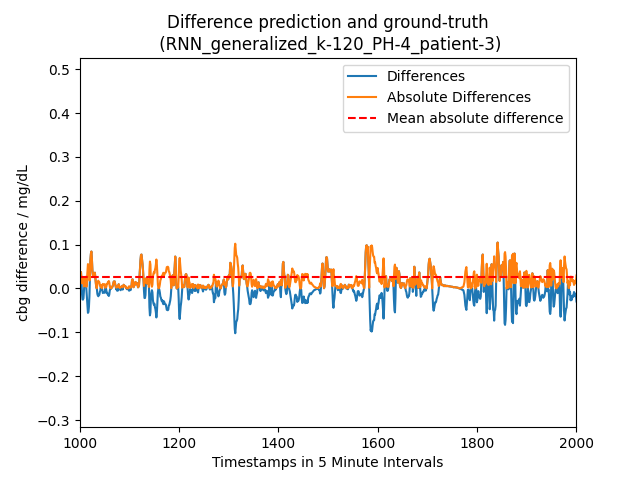 Difference prediction and ground-truth
(RNN_generalized_k-120_PH-4_patient-3)
Differences
Absolute Differences
Mean absolute difference
cbg difference / mg/dL
0.5
0.4
0.3
0.2
0.1
0.0
−0.1
−0.2
−0.3
1000
1200
1400
1600
1800
2000
Timestamps in 5 Minute Intervals